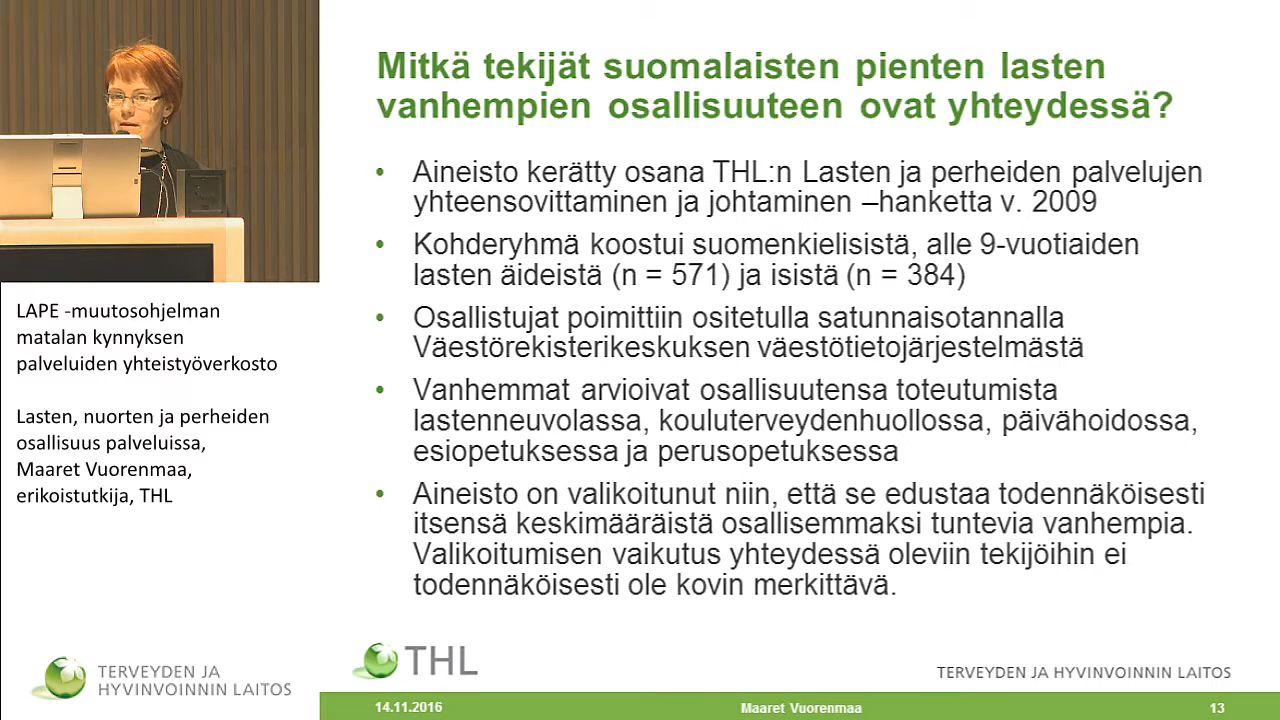 Mitkä tekijät suomalaisten pienten lasten
vanhempien osallisuuteen ovat yhteydessä?
• Aineisto kerätty osana THL:n Lasten ja perheiden palvelujen
yhteensovittaminen ja johtaminen –hanketta v. 2009
• Kohderyhmä koostui suomenkielisistä, alle 9-vuotiaiden
lasten äideistä (n = 571) ja isistä (n = 384)
• Osallistujat poimittiin ositetulla satunnaisotannalla
Väestörekisterikeskuksen väestötietojärjestelmästä
• Vanhemmat arvioivat osallisuutensa toteutumista
lastenneuvolassa, kouluterveydenhuollossa, päivähoidossa,
esiopetuksessa ja perusopetuksessa
• Aineisto on valikoitunut niin, että se edustaa todennäköisesti
itsensä keskimääräistä osallisemmaksi tuntevia vanhempia.
Valikoitumisen vaikutus yhteydessä oleviin tekijöihin ei
todennäköisesti ole kovin merkittävä.
LAPE -muutosohjelman
matalan kynnyksen
palveluiden yhteistyöverkosto
Lasten, nuorten ja perheiden
osallisuus palveluissa,
Maaret Vuorenmaa,
erikoistutkija, THL
TERVEYDEN JA
HYVINVOINNIN LAITOS
THL
TERVEYDEN JA HYVINVOINNIN LAITOS
14.11.2016
Maaret Vuorenmaa
13